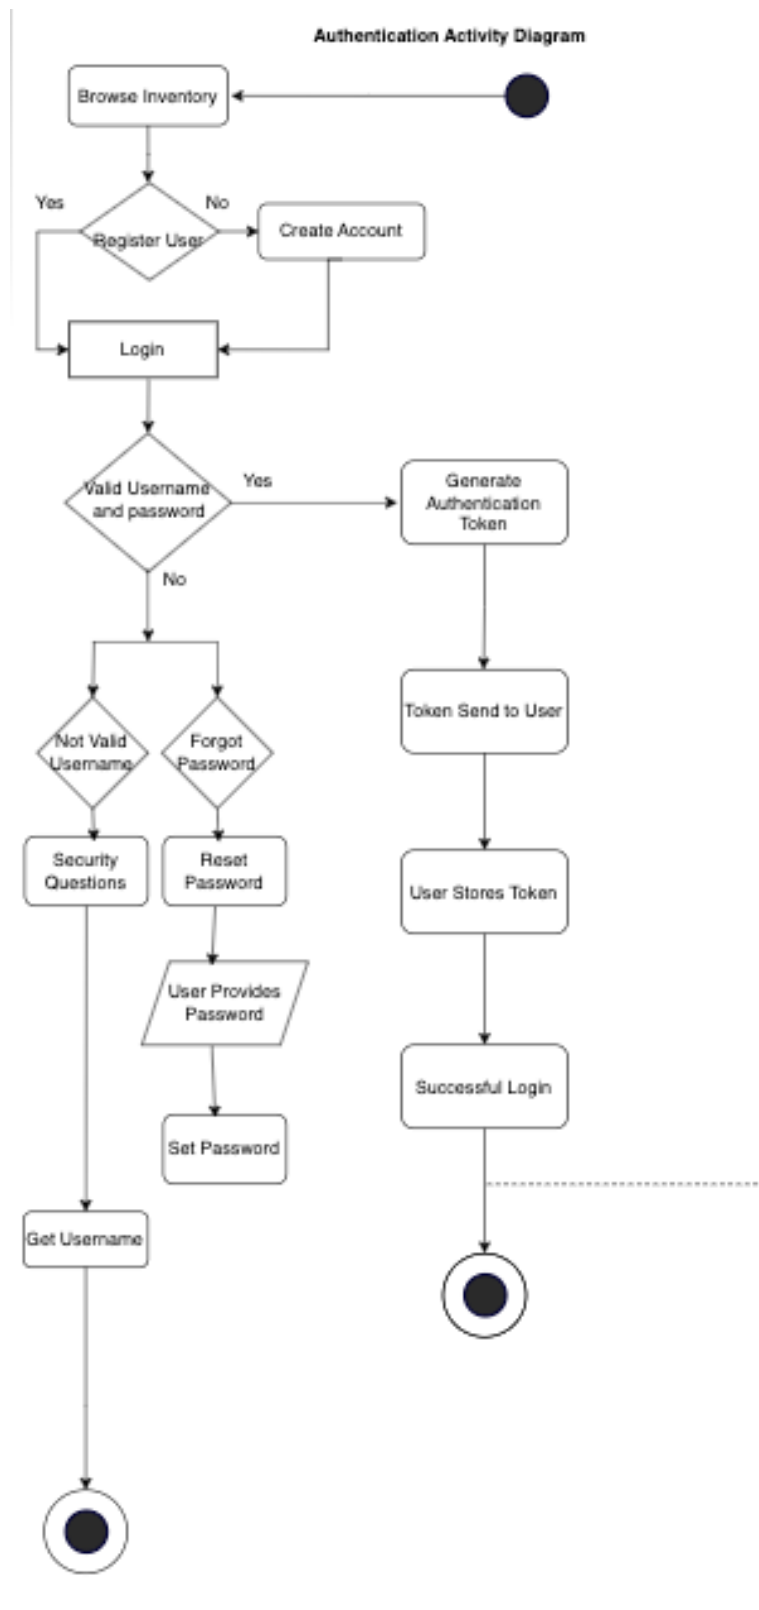 Authentication Activity Diagram
Browse Inventory
Yes
No
Register User
Create Account
Login
Valid Username
and password
Yes
Generate
Authentication
Token
No
Token Send to User
Not Valid
Username
Forgot
Password
Security
Questions
Reset
Password
User Stores Token
User Provides
Password
Successful Login
Set Password
Get Username